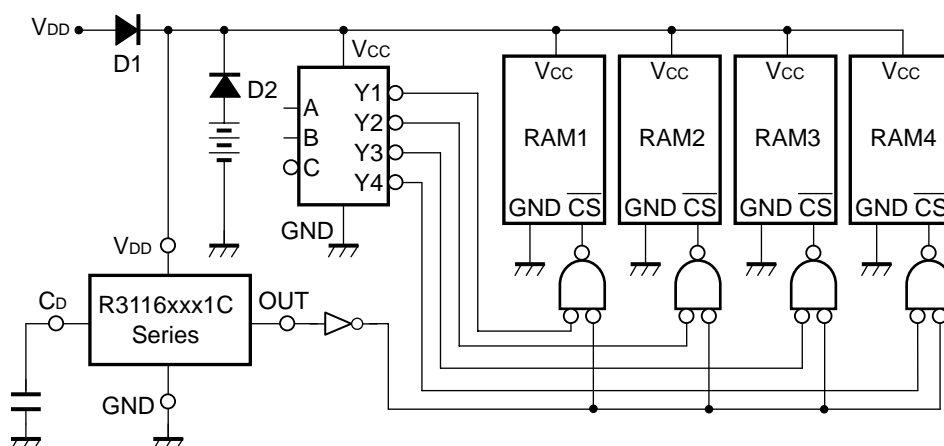 VDD
D1
D2
VCC
A
B
C
Y1
Y2
Y3
Y4
GND
VCC
RAM1
GND CS
VCC
RAM2
GND CS
VCC
RAM3
GND CS
VCC
RAM4
GND CS
VDD
CD
R3116xxx1C
Series
OUT
GND